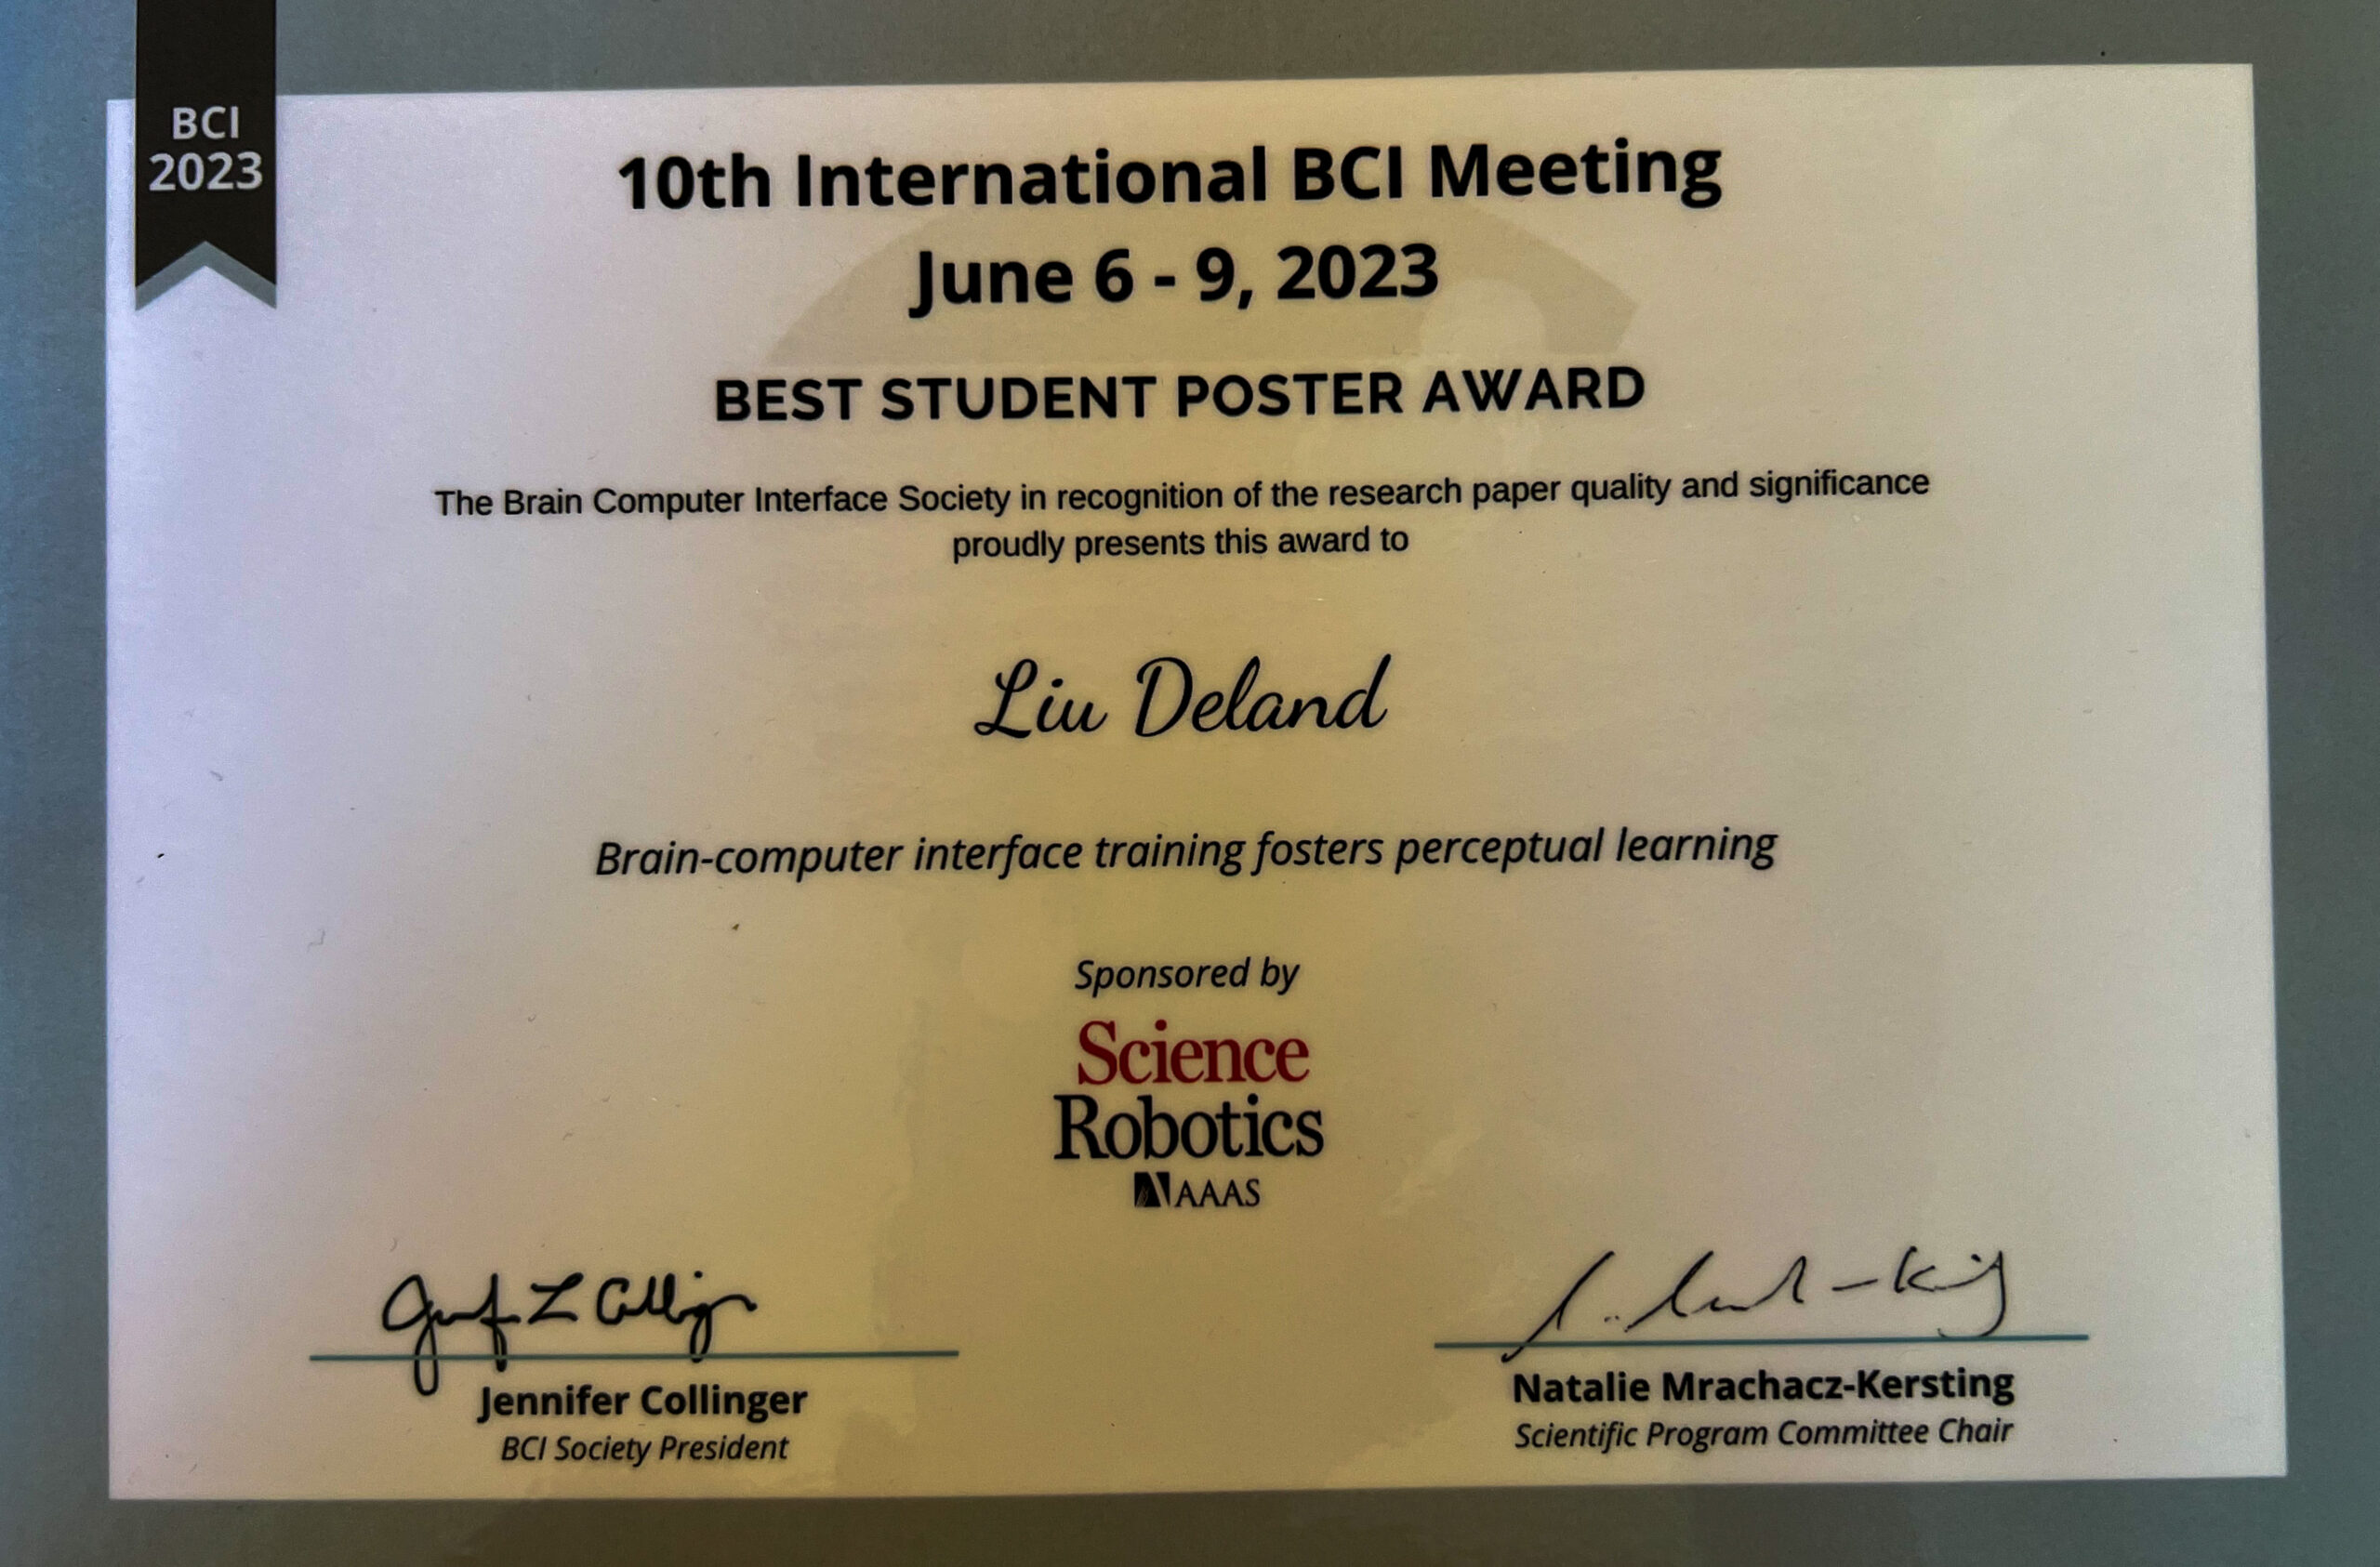 BCI
2023
10th International BCI Meeting
June 6 - 9, 2023
BEST STUDENT POSTER AWARD
The Brain Computer Interface Society in recognition of the research paper quality and significance
proudly presents this award to
Liu Deland
Brain-computer interface training fosters perceptual learning
Sponsored by
Science
Robotics
AAAS
Jennifer Collinger
BCI Society President
Natalie Mrachacz-Kersting
Scientific Program Committee Chair